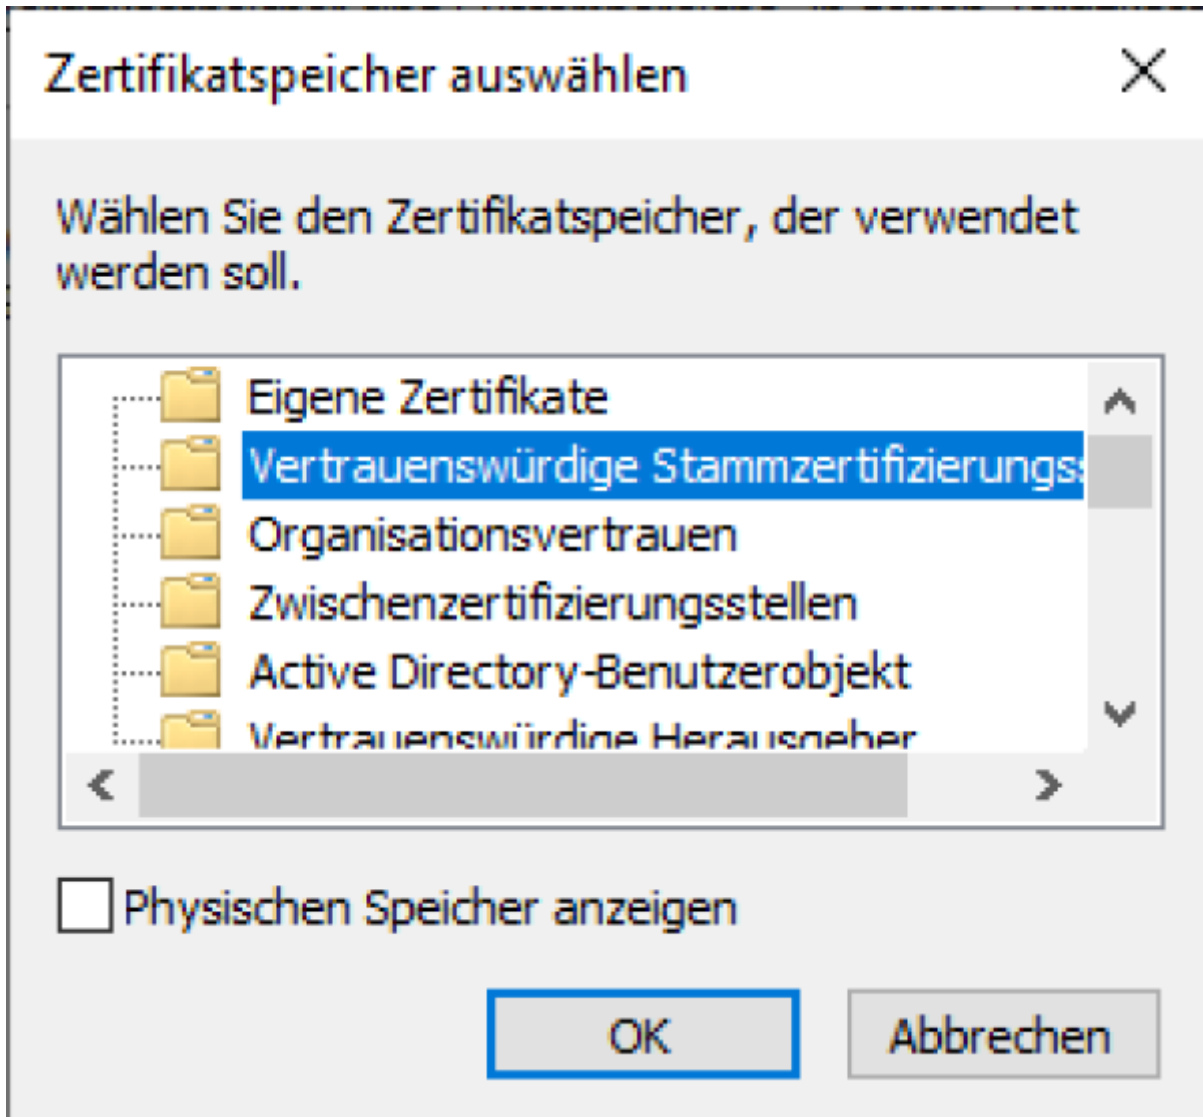 Zertifikatspeicher auswählen
Wählen Sie den Zertifikatspeicher, der verwendet
werden soll.
Eigene Zertifikate
Vertrauenswürdige Stammzertifizierungs
Organisationsvertrauen
Zwischenzertifizierungsstellen
Active Directory-Benutzerobjekt
Vertrauenswürdige Herausgeber
Physischen Speicher anzeigen
OK
Abbrechen